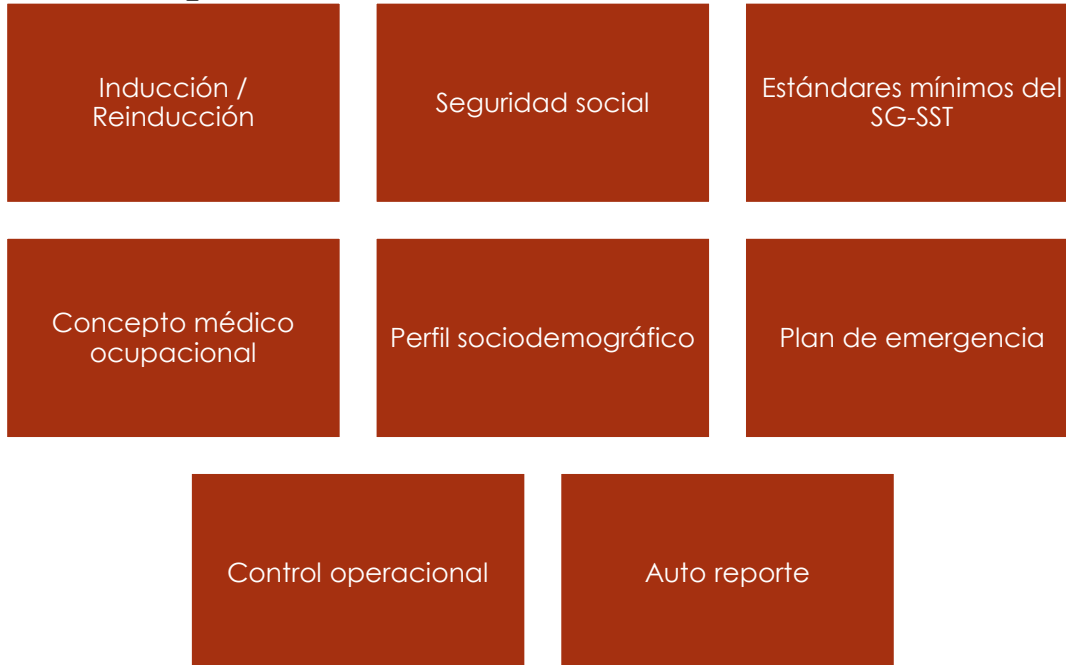 Inducción /
Reinducción
Seguridad social
Estándares mínimos del
SG-SST
Concepto médico
ocupacional
Perfil sociodemográfico
Plan de emergencia
Control operacional
Auto reporte